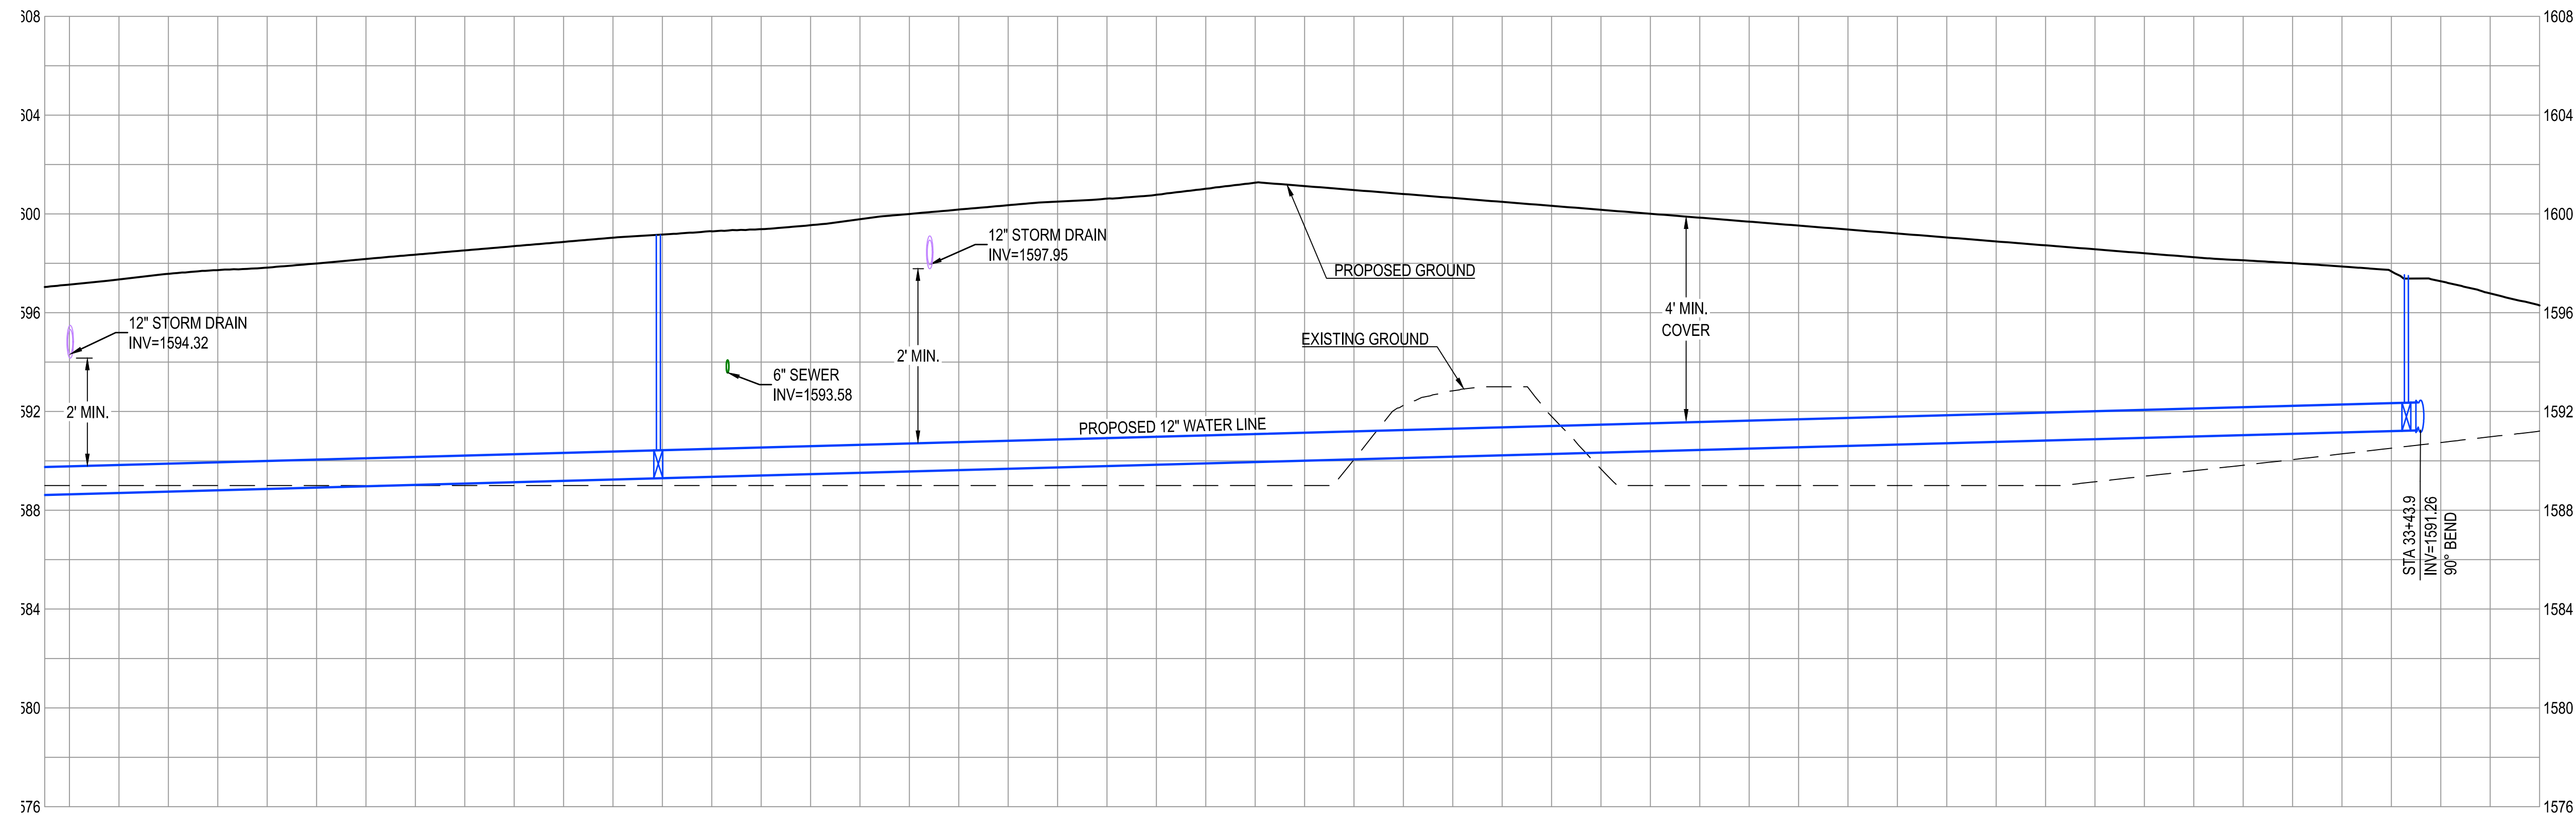 608
1608
604
1604
600
1600
596
1596
592
1592
588
1588
584
1584
580
1580
576
1576
12" STORM DRAIN
INV=1594.32
2' MIN.
6" SEWER
INV=1593.58
12" STORM DRAIN
INV=1597.95
2' MIN.
PROPOSED 12" WATER LINE
PROPOSED GROUND
EXISTING GROUND
4' MIN.
COVER
STA 33+43.9
INV=1591.26
90° BEND